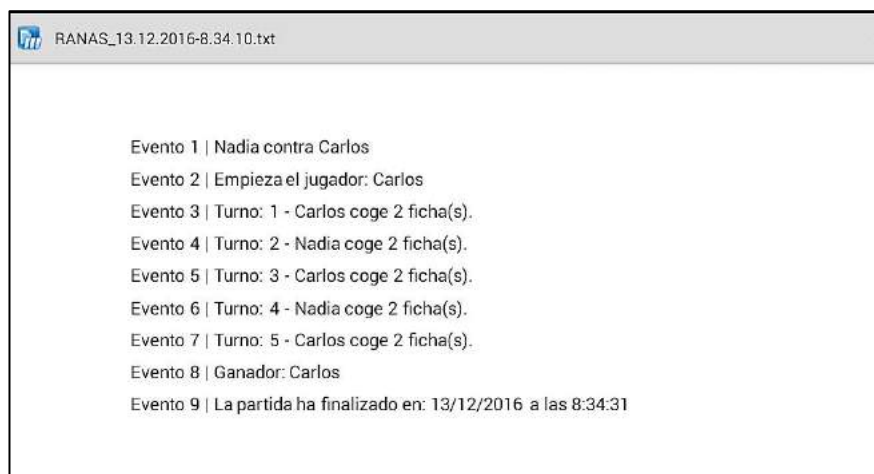 RANAS_13.12.2016-8.34.10.txt
Evento 1 | Nadia contra Carlos
Evento 2 | Empieza el jugador: Carlos
Evento 3 | Turno: 1 - Carlos coge 2 ficha(s).
Evento 4 | Turno: 2 - Nadia coge 2 ficha(s).
Evento 5 | Turno: 3 - Carlos coge 2 ficha(s).
Evento 6 | Turno: 4 - Nadia coge 2 ficha(s).
Evento 7 | Turno: 5 - Carlos coge 2 ficha(s).
Evento 8 | Ganador: Carlos
Evento 9 | La partida ha finalizado en: 13/12/2016 a las 8:34:31